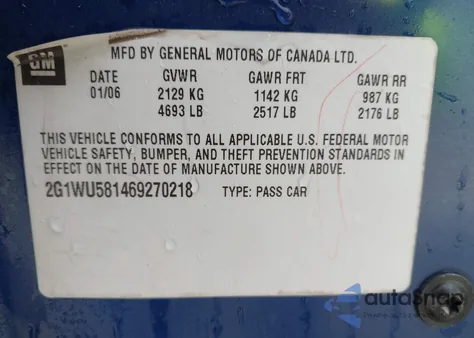 GM
MFD BY GENERAL MOTORS OF CANADA LTD.
DATE GVWR GAWR FRT GAWR RR
01/06 2129 KG 1142 KG 987 KG
4693 LB 2517 LB 2176 LB
THIS VEHICLE CONFORMS TO ALL APPLICABLE U.S. FEDERAL MOTOR
VEHICLE SAFETY, BUMPER, AND THEFT PREVENTION STANDARDS IN
EFFECT ON THE DATE OF MANUFACTURE SHOWN ABOVE.
2G1WU581469270218 TYPE: PASS CAR
autoSnap